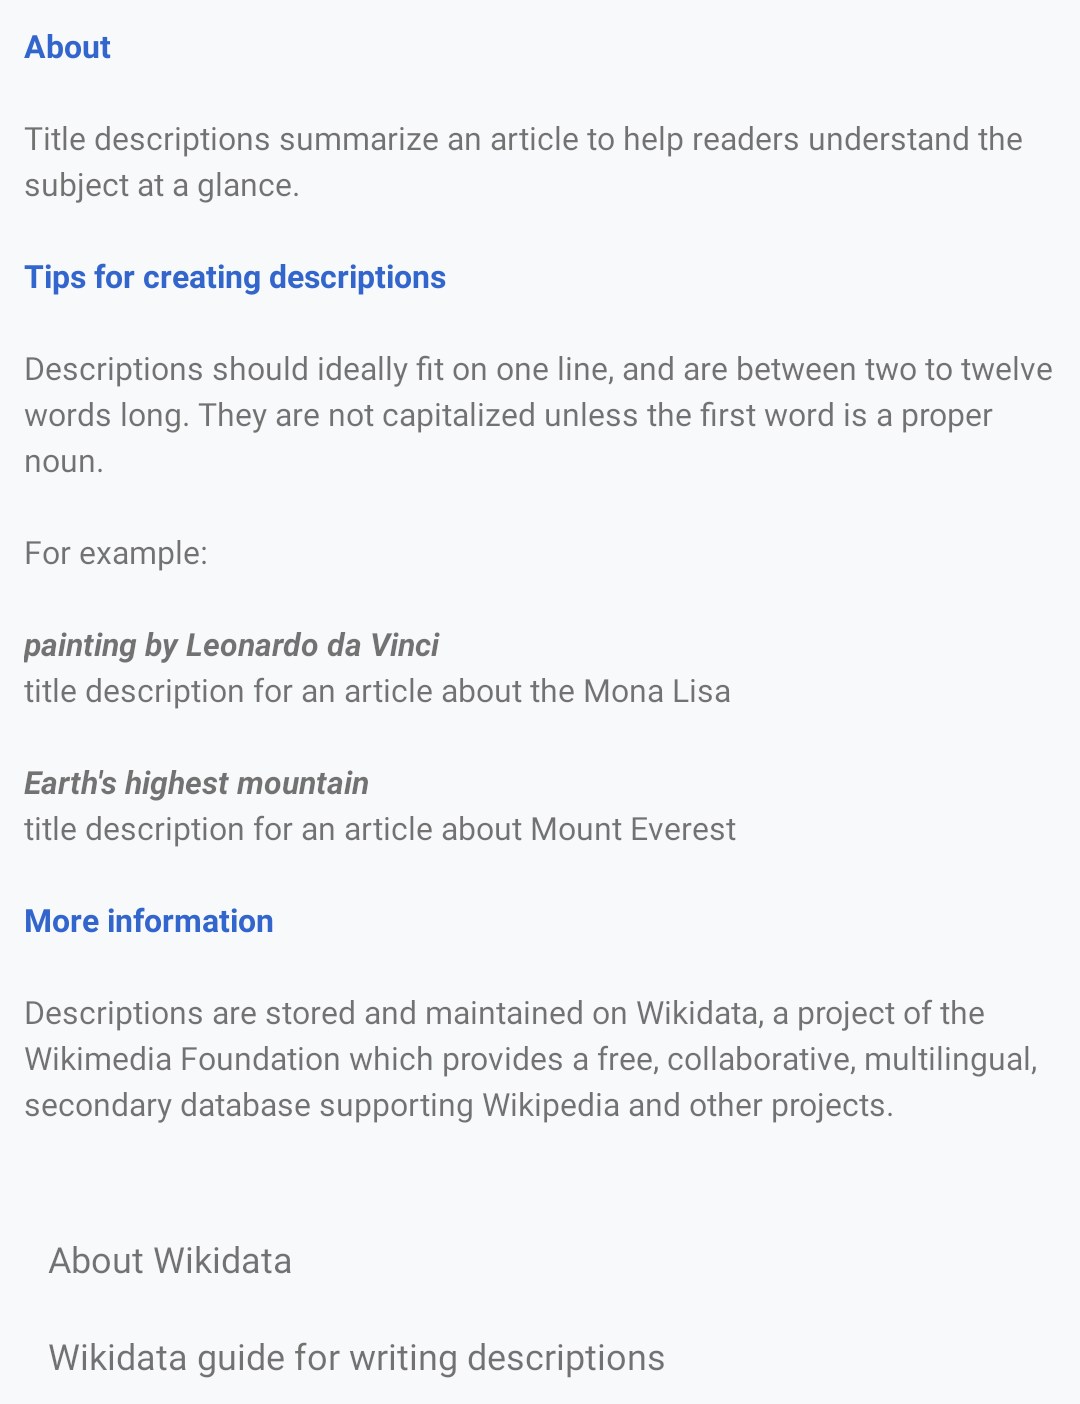 About
Title descriptions summarize an article to help readers understand the
subject at a glance.
Tips for creating descriptions
Descriptions should ideally fit on one line, and are between two to twelve
words long. They are not capitalized unless the first word is a proper
noun.
For example:
painting by Leonardo da Vinci
title description for an article about the Mona Lisa
Earth's highest mountain
title description for an article about Mount Everest
More information
Descriptions are stored and maintained on Wikidata, a project of the
Wikimedia Foundation which provides a free, collaborative, multilingual,
secondary database supporting Wikipedia and other projects.
About Wikidata
Wikidata guide for writing descriptions